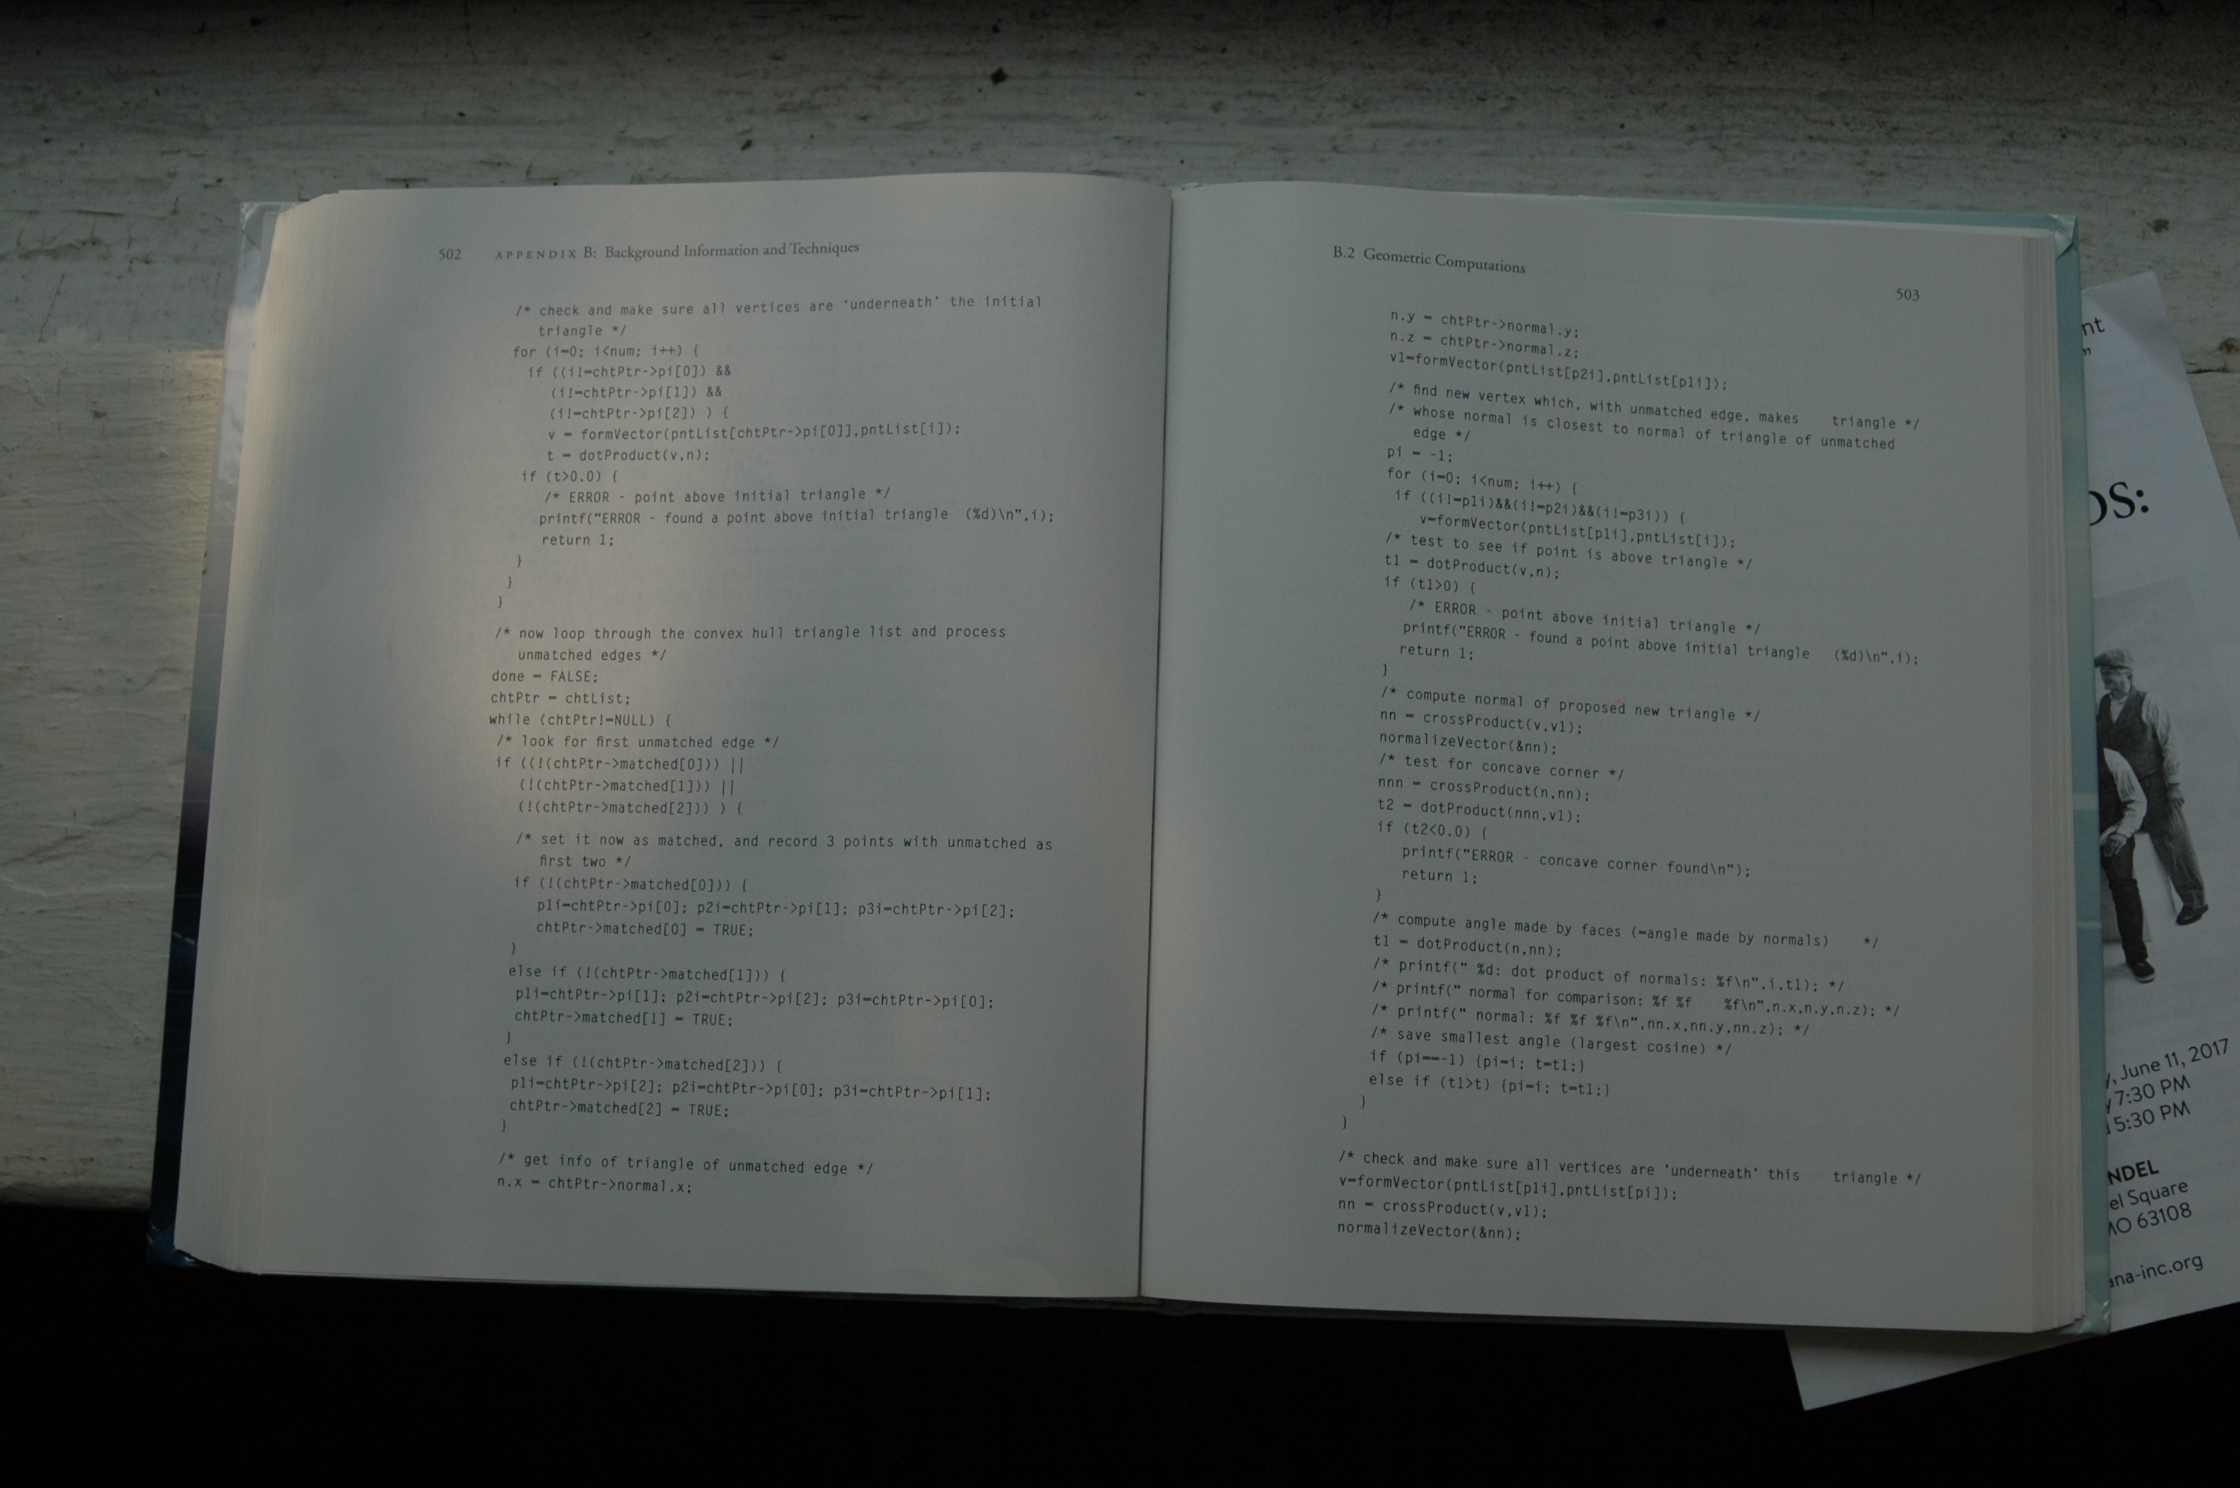 502 APPENDIX B: Background Information and Techniques
/* check and make sure all vertices are 'underneath' the initial
triangle */
for (i=0; i<num; i++) {
if ((i!=chtPtr->pi[0]) &&
(i!=chtPtr->pi[1]) &&
(i!=chtPtr->pi[2]) ) {
v = formVector(pntList[chtPtr->pi[0]],pntList[i]);
t = dotProduct(v,n);
if (t>0.0) {
/* ERROR - point above initial triangle */
printf("ERROR - found a point above initial triangle (%d)\n",i);
return 1;
}
}
}
/* now loop through the convex hull triangle list and process
unmatched edges */
done = FALSE;
chtPtr = chtList;
while (chtPtr!=NULL) {
/* look for first unmatched edge */
if ((!(chtPtr->matched[0])) ||
(!(chtPtr->matched[1])) ||
(!(chtPtr->matched[2])) ) {
/* set it now as matched, and record 3 points with unmatched as
first two */
if (!(chtPtr->matched[0])) {
p1i=chtPtr->pi[0]; p2i=chtPtr->pi[1]; p3i=chtPtr->pi[2];
chtPtr->matched[0] = TRUE;
}
else if (!(chtPtr->matched[1])) {
p1i=chtPtr->pi[1]; p2i=chtPtr->pi[2]; p3i=chtPtr->pi[0];
chtPtr->matched[1] = TRUE;
}
else if (!(chtPtr->matched[2])) {
p1i=chtPtr->pi[2]; p2i=chtPtr->pi[0]; p3i=chtPtr->pi[1];
chtPtr->matched[2] = TRUE;
}
/* get info of triangle of unmatched edge */
n.x = chtPtr->normal.x;
B.2 Geometric Computations
503
n.y = chtPtr->normal.y;
n.z = chtPtr->normal.z;
v1=formVector(pntList[p2i],pntList[p1i]);
/* find new vertex which, with unmatched edge, makes triangle */
/* whose normal is closest to normal of triangle of unmatched
edge */
pi = -1;
for (i=0; i<num; i++) {
if ((i!=p1i)&&(i!=p2i)&&(i!=p3i)) {
v=formVector(pntList[p1i],pntList[i]);
/* test to see if point is above triangle */
t1 = dotProduct(v,n);
if (t1>0) {
/* ERROR - point above initial triangle */
printf("ERROR - found a point above initial triangle (%d)\n",i);
return 1;
}
/* compute normal of proposed new triangle */
nn = crossProduct(v,v1);
normalizeVector(&nn);
/* test for concave corner */
nnn = crossProduct(n,nn);
t2 = dotProduct(nnn,v1);
if (t2<0.0) {
printf("ERROR - concave corner found\n");
return 1;
}
/* compute angle made by faces (=angle made by normals) */
t1 = dotProduct(n,nn);
/* printf(" %d: dot product of normals: %f\n",i,t1); */
/* printf(" normal for comparison: %f %f %f\n",n.x,n.y,n.z); */
/* printf(" normal: %f %f %f\n",nn.x,nn.y,nn.z); */
/* save smallest angle (largest cosine) */
if (pi==-1) {pi=i; t=t1;}
else if (t1>t) {pi=i; t=t1;}
}
}
/* check and make sure all vertices are 'underneath' this triangle */
v=formVector(pntList[p1i],pntList[pi]);
nn = crossProduct(v,v1);
normalizeVector(&nn);
nt
"
OS:
, June 11, 2017
7:30 PM
5:30 PM
NDEL
el Square
MO 63108
ana-inc.org